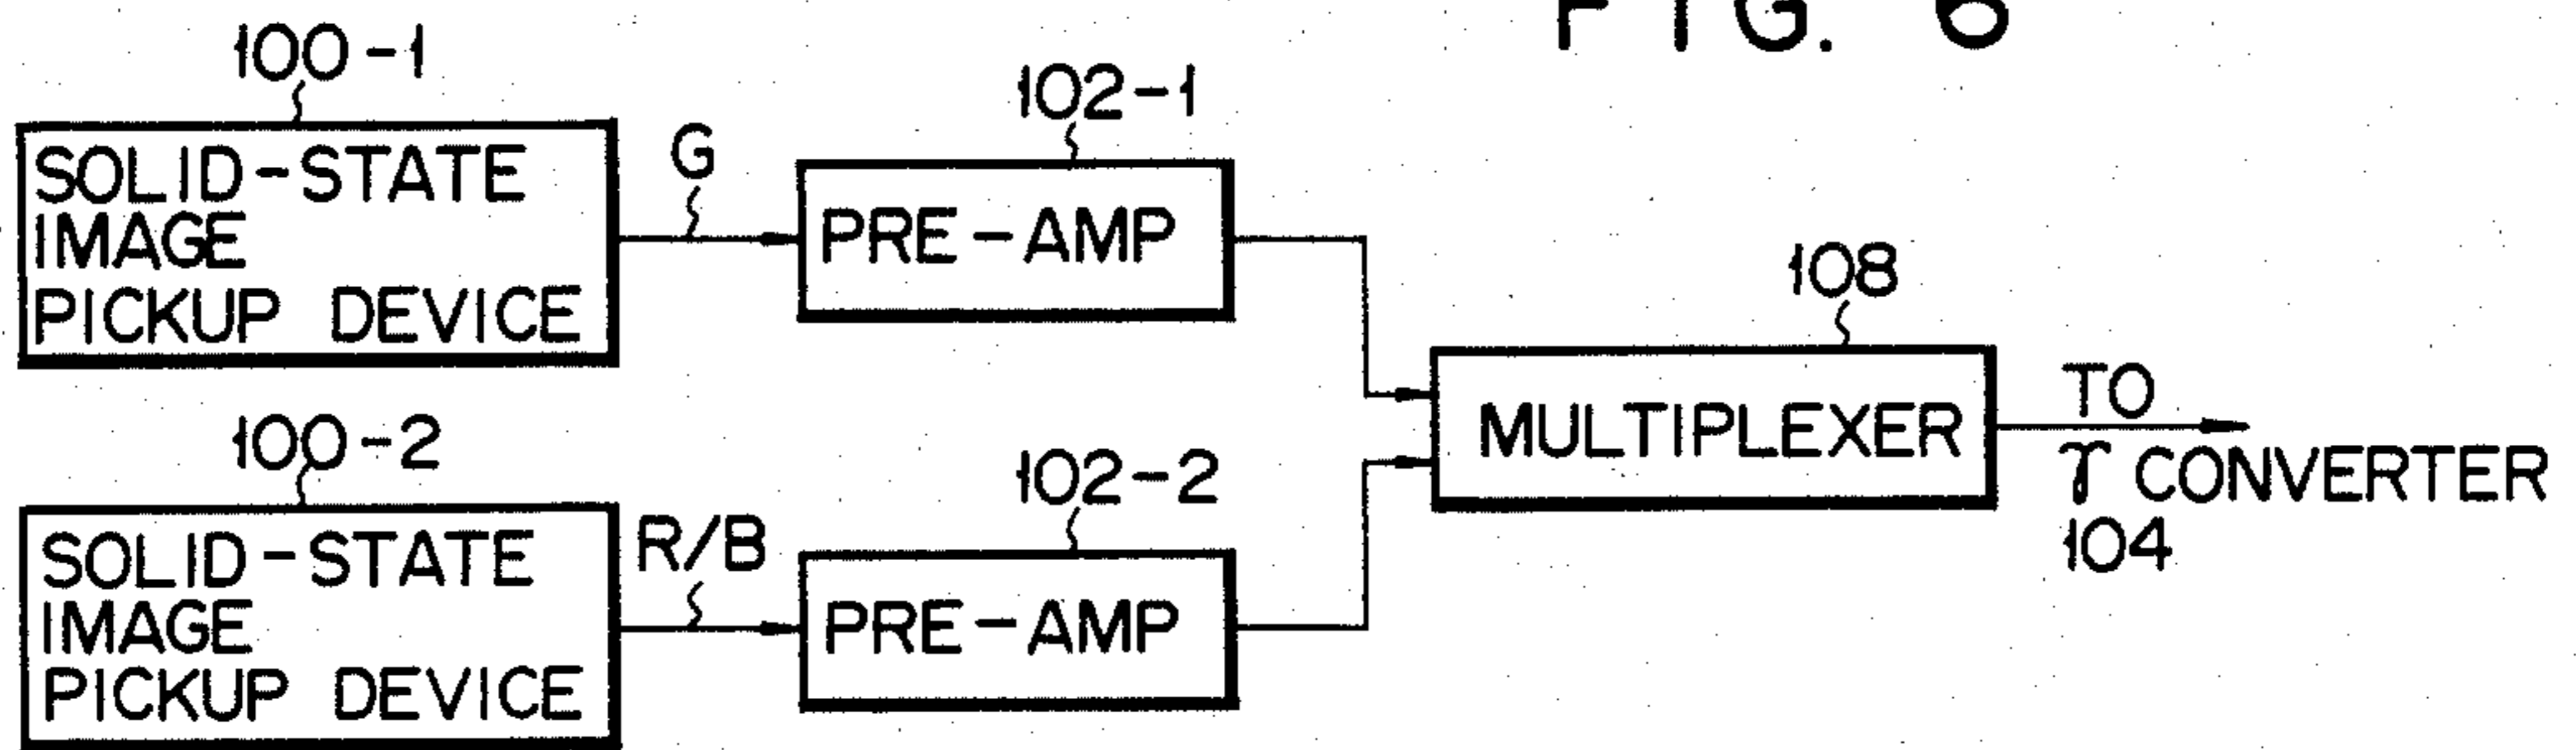 FIG. 6
100-1
SOLID-STATE
IMAGE
PICKUP DEVICE
G
102-1
PRE-AMP
100-2
SOLID-STATE
IMAGE
PICKUP DEVICE
R/B
102-2
PRE-AMP
108
MULTIPLEXER
TO
γ CONVERTER
104